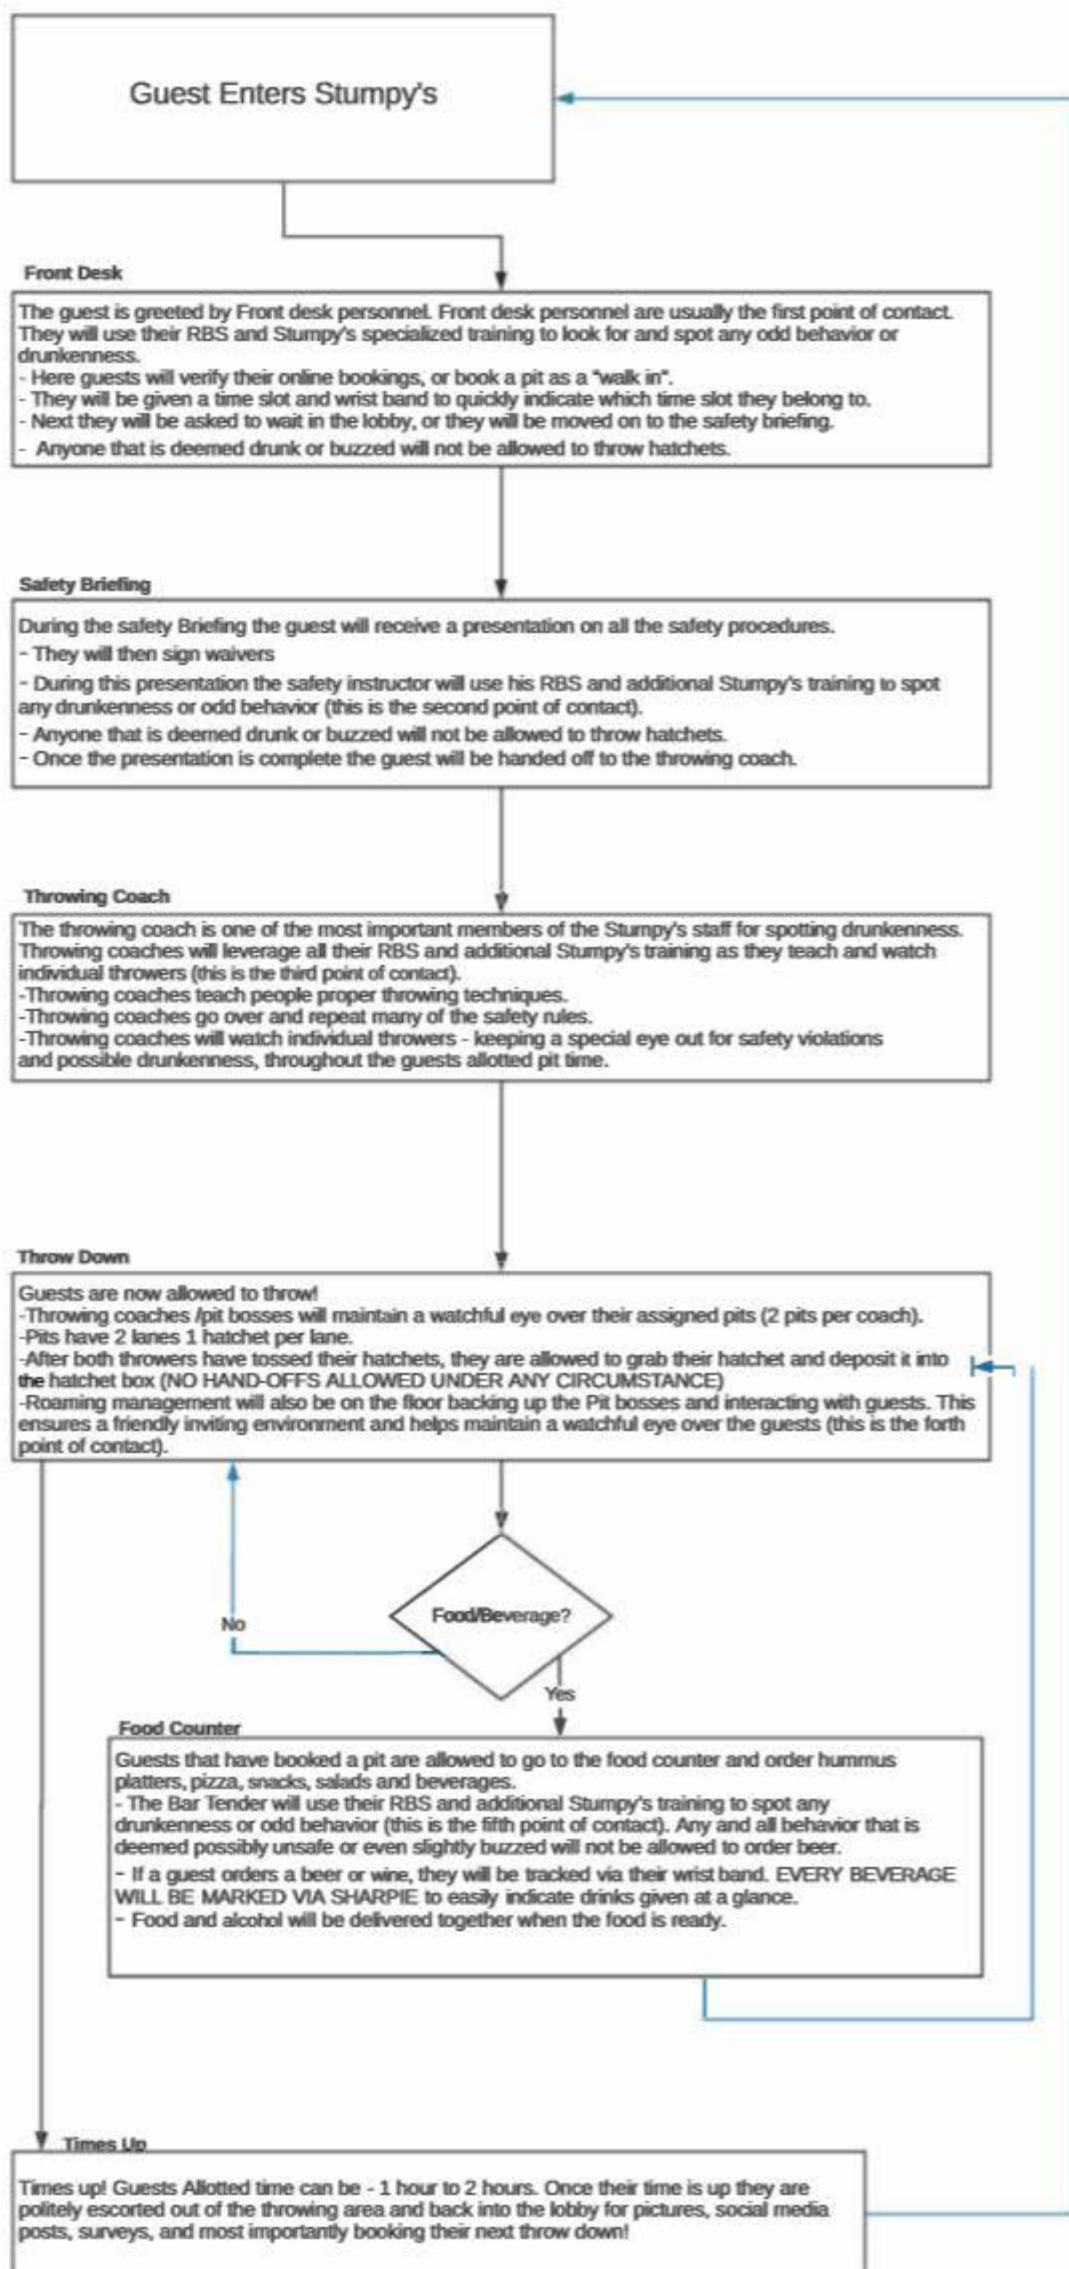 Guest Enters Stumpy's
Front Desk
The guest is greeted by Front desk personnel. Front desk personnel are usually the first point of contact.
They will use their RBS and Stumpy's specialized training to look for and spot any odd behavior or
drunkenness.
- Here guests will verify their online bookings, or book a pit as a "walk in".
- They will be given a time slot and wrist band to quickly indicate which time slot they belong to.
- Next they will be asked to wait in the lobby, or they will be moved on to the safety briefing.
- Anyone that is deemed drunk or buzzed will not be allowed to throw hatchets.
Safety Briefing
During the safety Briefing the guest will receive a presentation on all the safety procedures.
- They will then sign waivers
- During this presentation the safety instructor will use his RBS and additional Stumpy's training to spot
any drunkenness or odd behavior (this is the second point of contact).
- Anyone that is deemed drunk or buzzed will not be allowed to throw hatchets.
- Once the presentation is complete the guest will be handed off to the throwing coach.
Throwing Coach
The throwing coach is one of the most important members of the Stumpy's staff for spotting drunkenness.
Throwing coaches will leverage all their RBS and additional Stumpy's training as they teach and watch
individual throwers (this is the third point of contact).
-Throwing coaches teach people proper throwing techniques.
-Throwing coaches go over and repeat many of the safety rules.
-Throwing coaches will watch individual throwers - keeping a special eye out for safety violations
and possible drunkenness, throughout the guests allotted pit time.
Throw Down
Guests are now allowed to throw!
-Throwing coaches /pit bosses will maintain a watchful eye over their assigned pits (2 pits per coach).
-Pits have 2 lanes 1 hatchet per lane.
-After both throwers have tossed their hatchets, they are allowed to grab their hatchet and deposit it into
the hatchet box (NO HAND-OFFS ALLOWED UNDER ANY CIRCUMSTANCE)
-Roaming management will also be on the floor backing up the Pit bosses and interacting with guests. This
ensures a friendly inviting environment and helps maintain a watchful eye over the guests (this is the forth
point of contact).
Food/Beverage?
No
Yes
Food Counter
Guests that have booked a pit are allowed to go to the food counter and order hummus
platters, pizza, snacks, salads and beverages.
- The Bar Tender will use their RBS and additional Stumpy's training to spot any
drunkenness or odd behavior (this is the fifth point of contact). Any and all behavior that is
deemed possibly unsafe or even slightly buzzed will not be allowed to order beer.
- If a guest orders a beer or wine, they will be tracked via their wrist band. EVERY BEVERAGE
WILL BE MARKED VIA SHARPIE to easily indicate drinks given at a glance.
- Food and alcohol will be delivered together when the food is ready.
Times Up
Times up! Guests Allotted time can be - 1 hour to 2 hours. Once their time is up they are
politely escorted out of the throwing area and back into the lobby for pictures, social media
posts, surveys, and most importantly booking their next throw down!